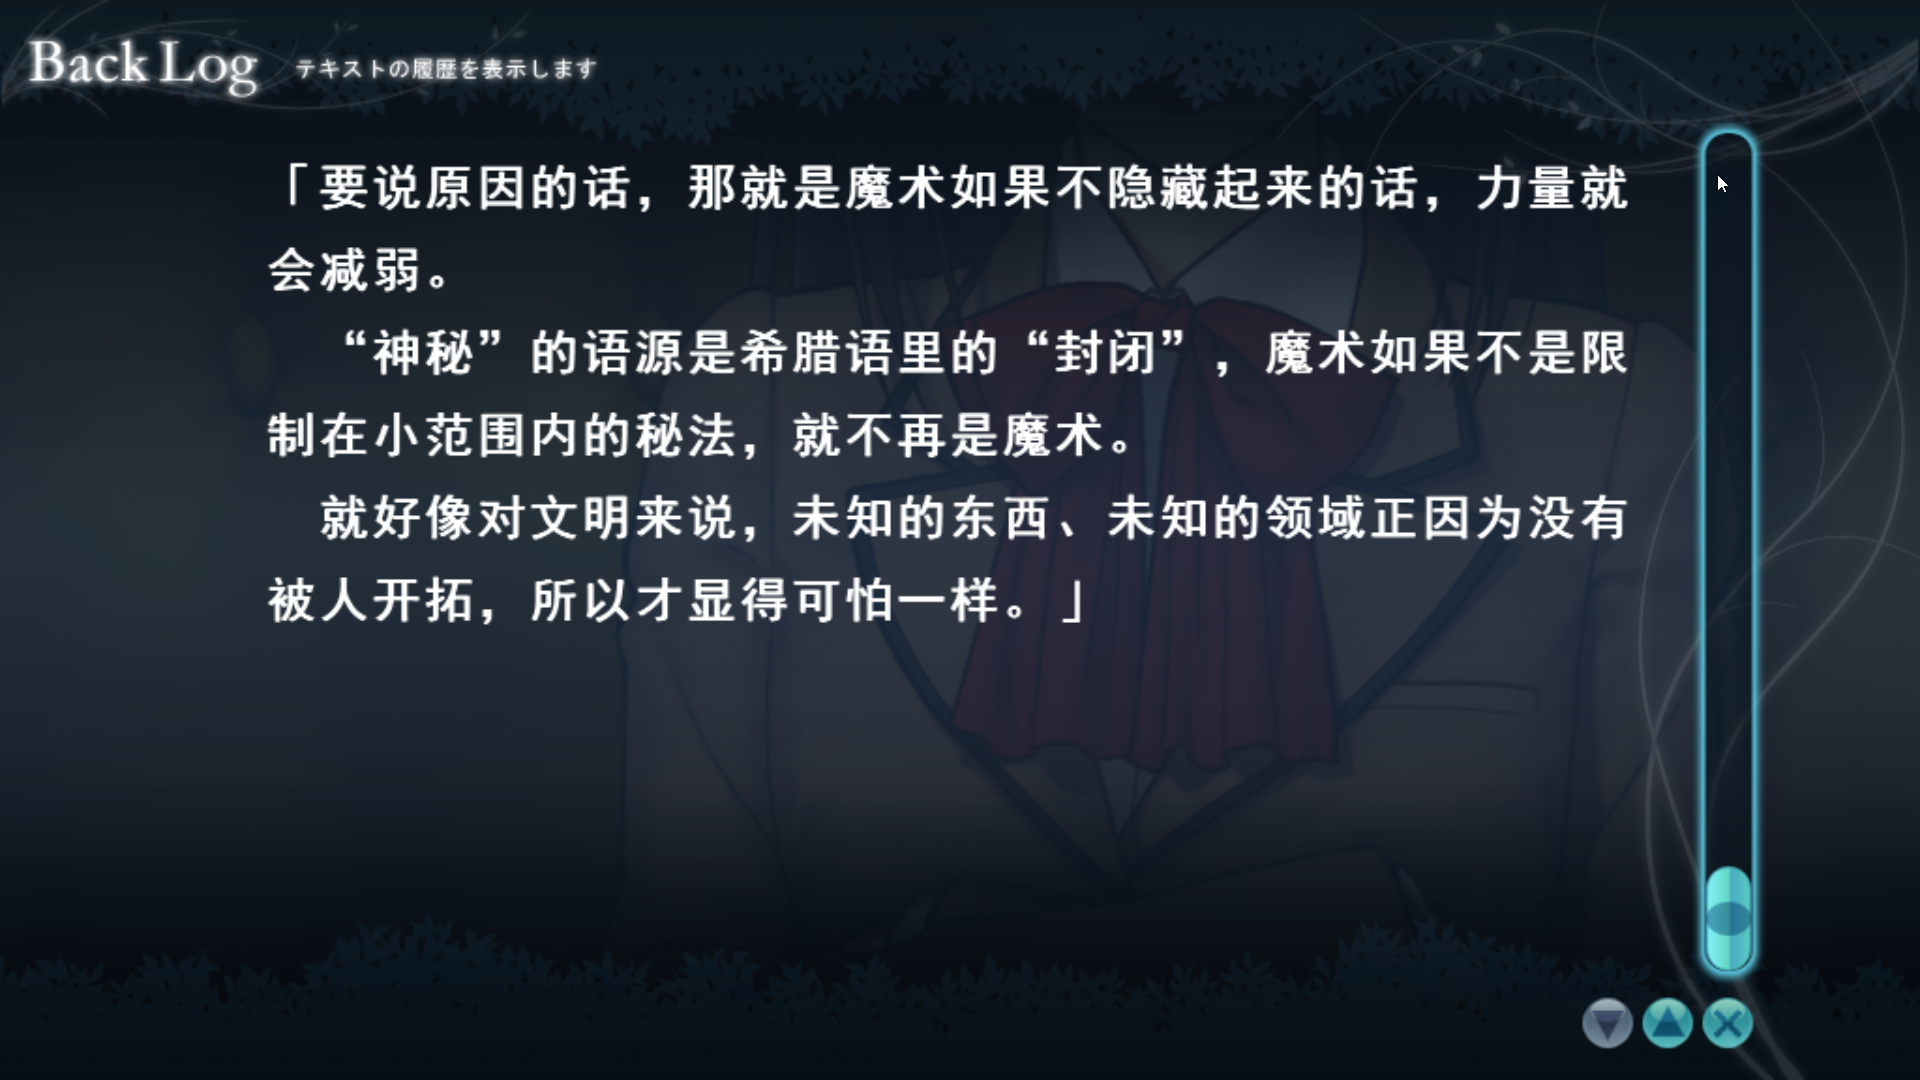 Back Log テキストの履歴を表示します
「要说原因的话，那就是魔术如果不隐藏起来的话，力量就
会减弱。
“神秘”的语源是希腊语里的“封闭”，魔术如果不是限
制在小范围内的秘法，就不再是魔术。
就好像对文明来说，未知的东西、未知的领域正因为没有
被人开拓，所以才显得可怕一样。」